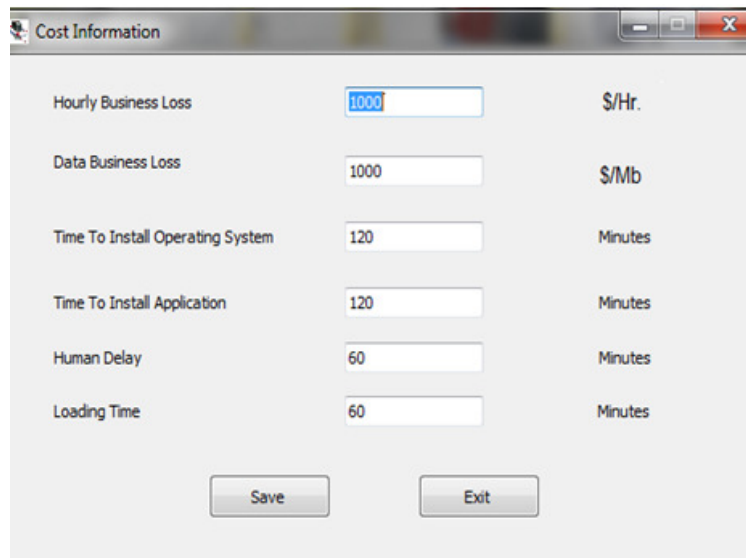 Cost Information
Hourly Business Loss 1000 $/Hr.
Data Business Loss 1000 $/Mb
Time To Install Operating System 120 Minutes
Time To Install Application 120 Minutes
Human Delay 60 Minutes
Loading Time 60 Minutes
Save Exit